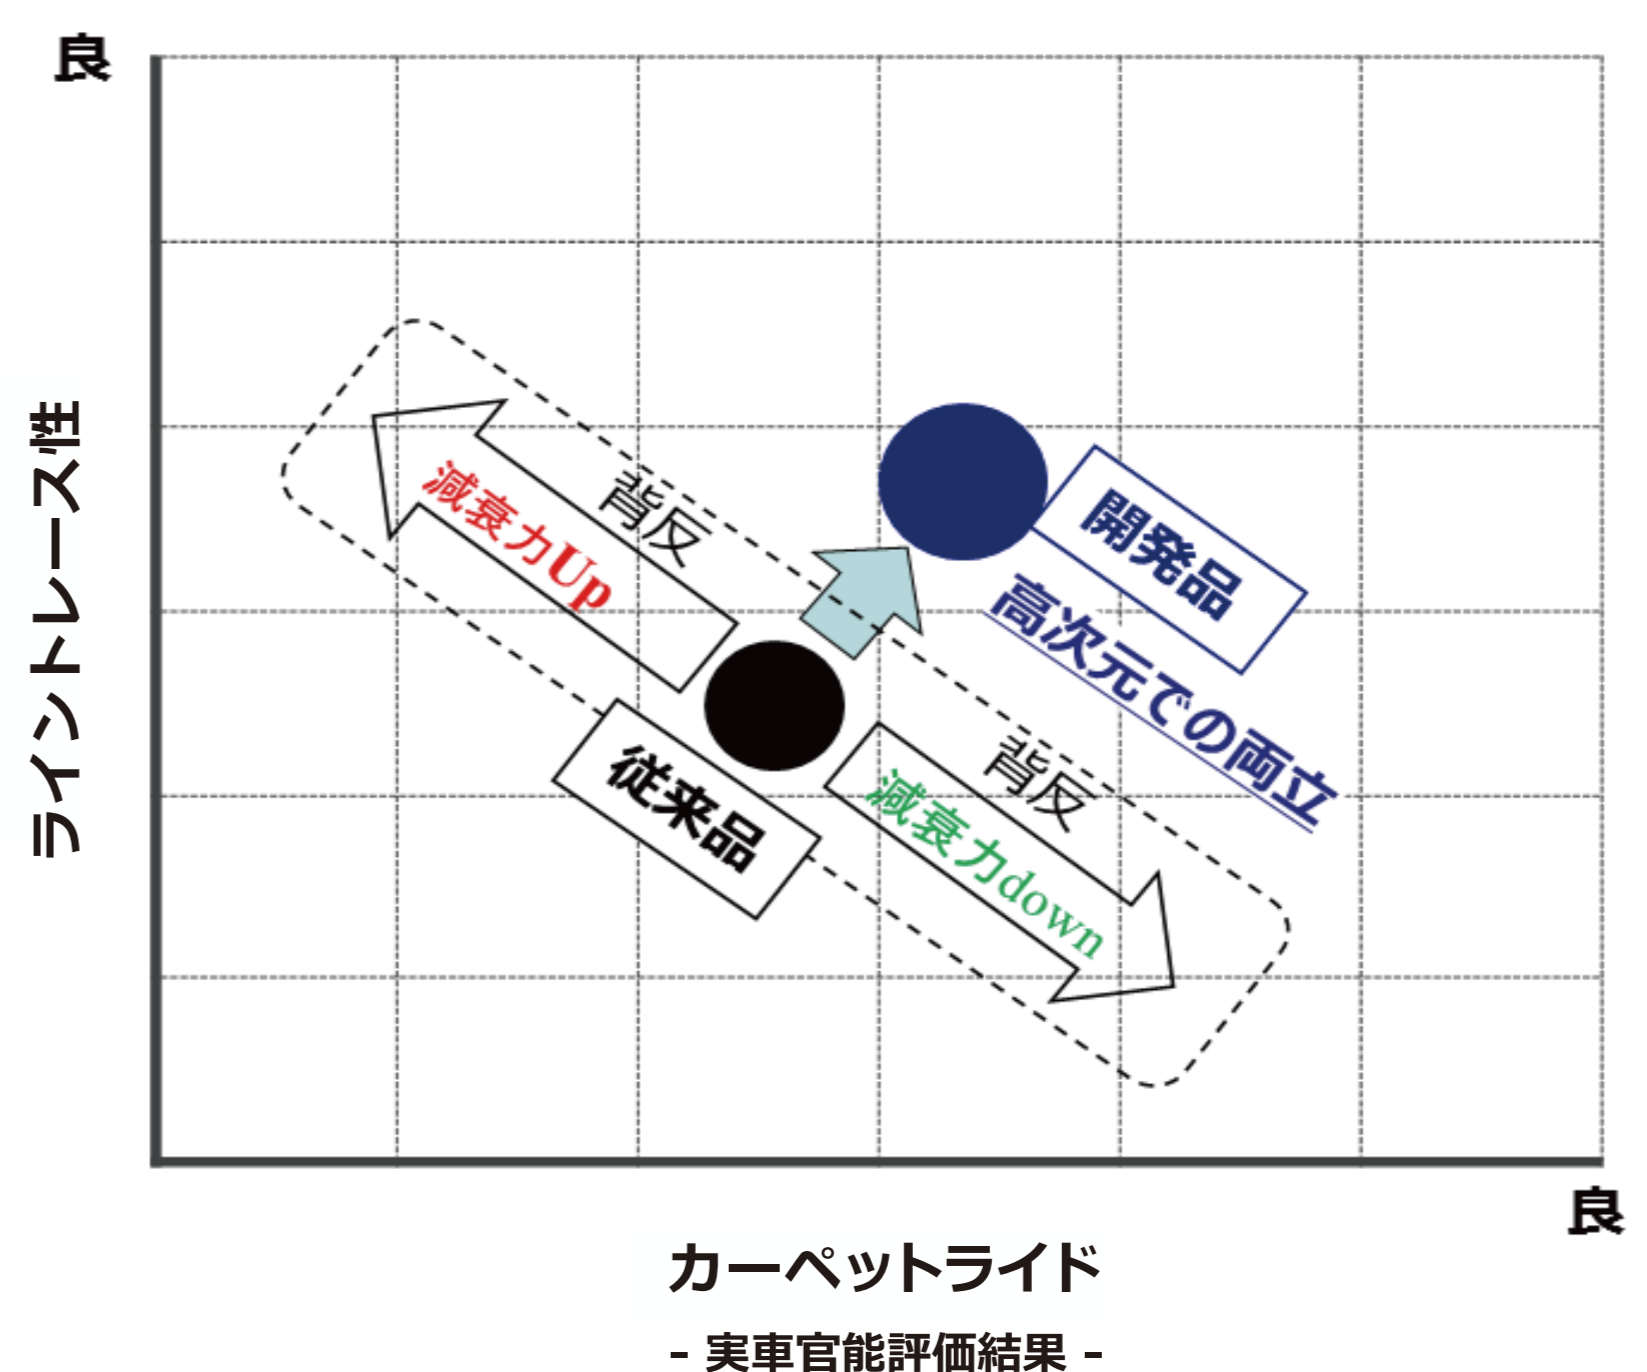 良
ライントレース性
背反
減衰力Up
開発品
高次元での両立
従来品
背反
減衰力down
良
カーペットライド
- 実車官能評価結果 -